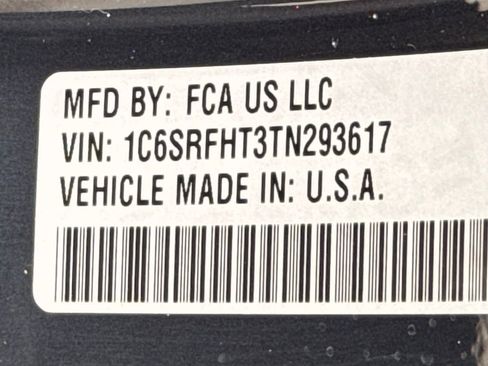 MFD BY: FCA US LLC
VIN: 1C6SRFHT3TN293617
VEHICLE MADE IN: U.S.A.